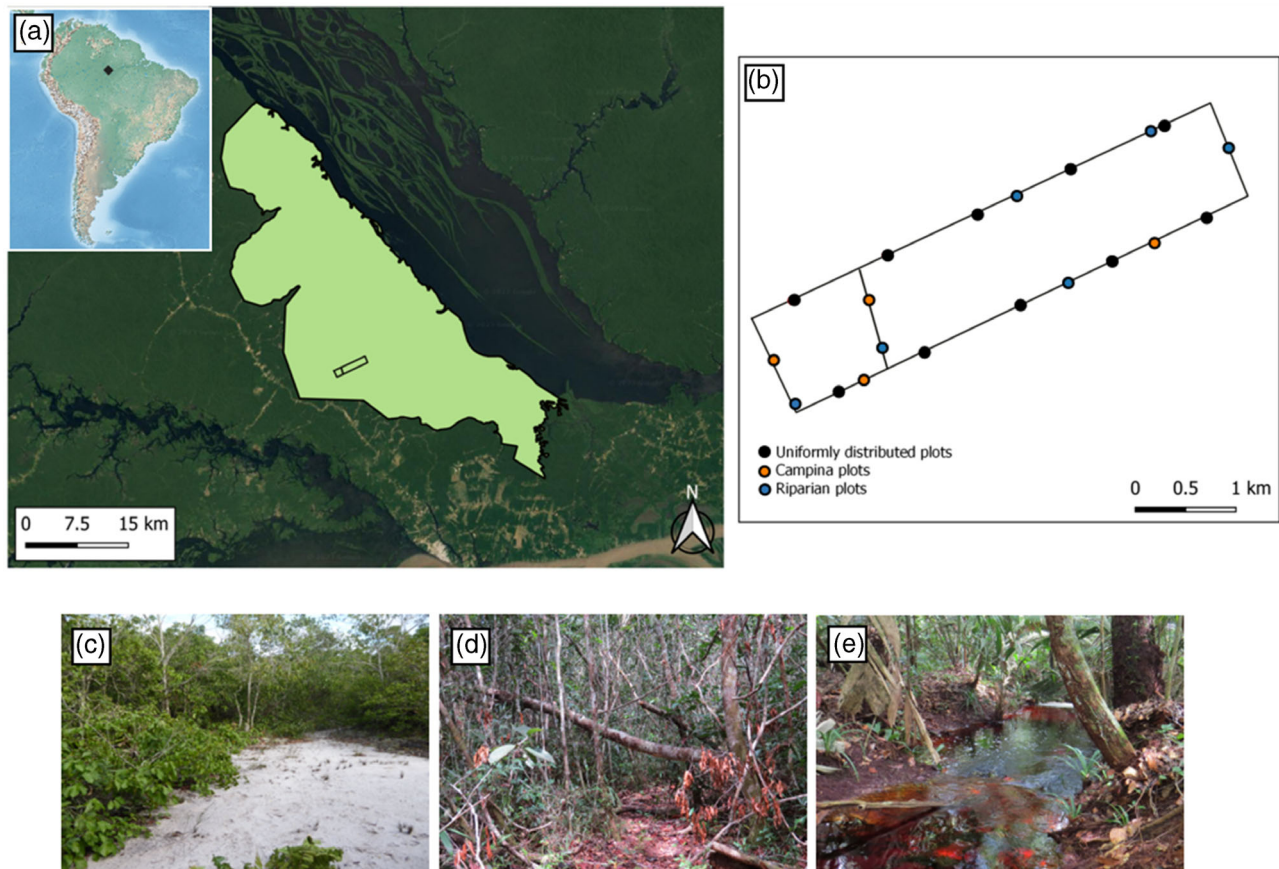 (a)
0 7.5 15 km
N
(b)
Uniformly distributed plots
Campina plots
Riparian plots
0 0.5 1 km
(c)
(d)
(e)